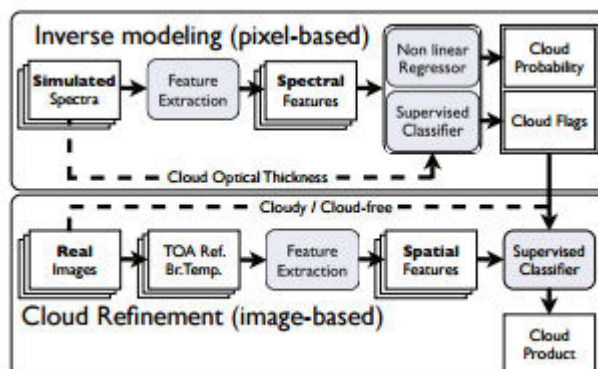 Inverse modeling (pixel-based)
Simulated
Spectra
Feature
Extraction
Spectral
Features
Non linear
Regressor
Supervised
Classifier
Cloud
Probability
Cloud Flags
Cloud Optical Thickness
Cloudy / Cloud-free
Real
Images
TOA Ref.
Br.Temp.
Feature
Extraction
Spatial
Features
Supervised
Classifier
Cloud Refinement (image-based)
Cloud
Product